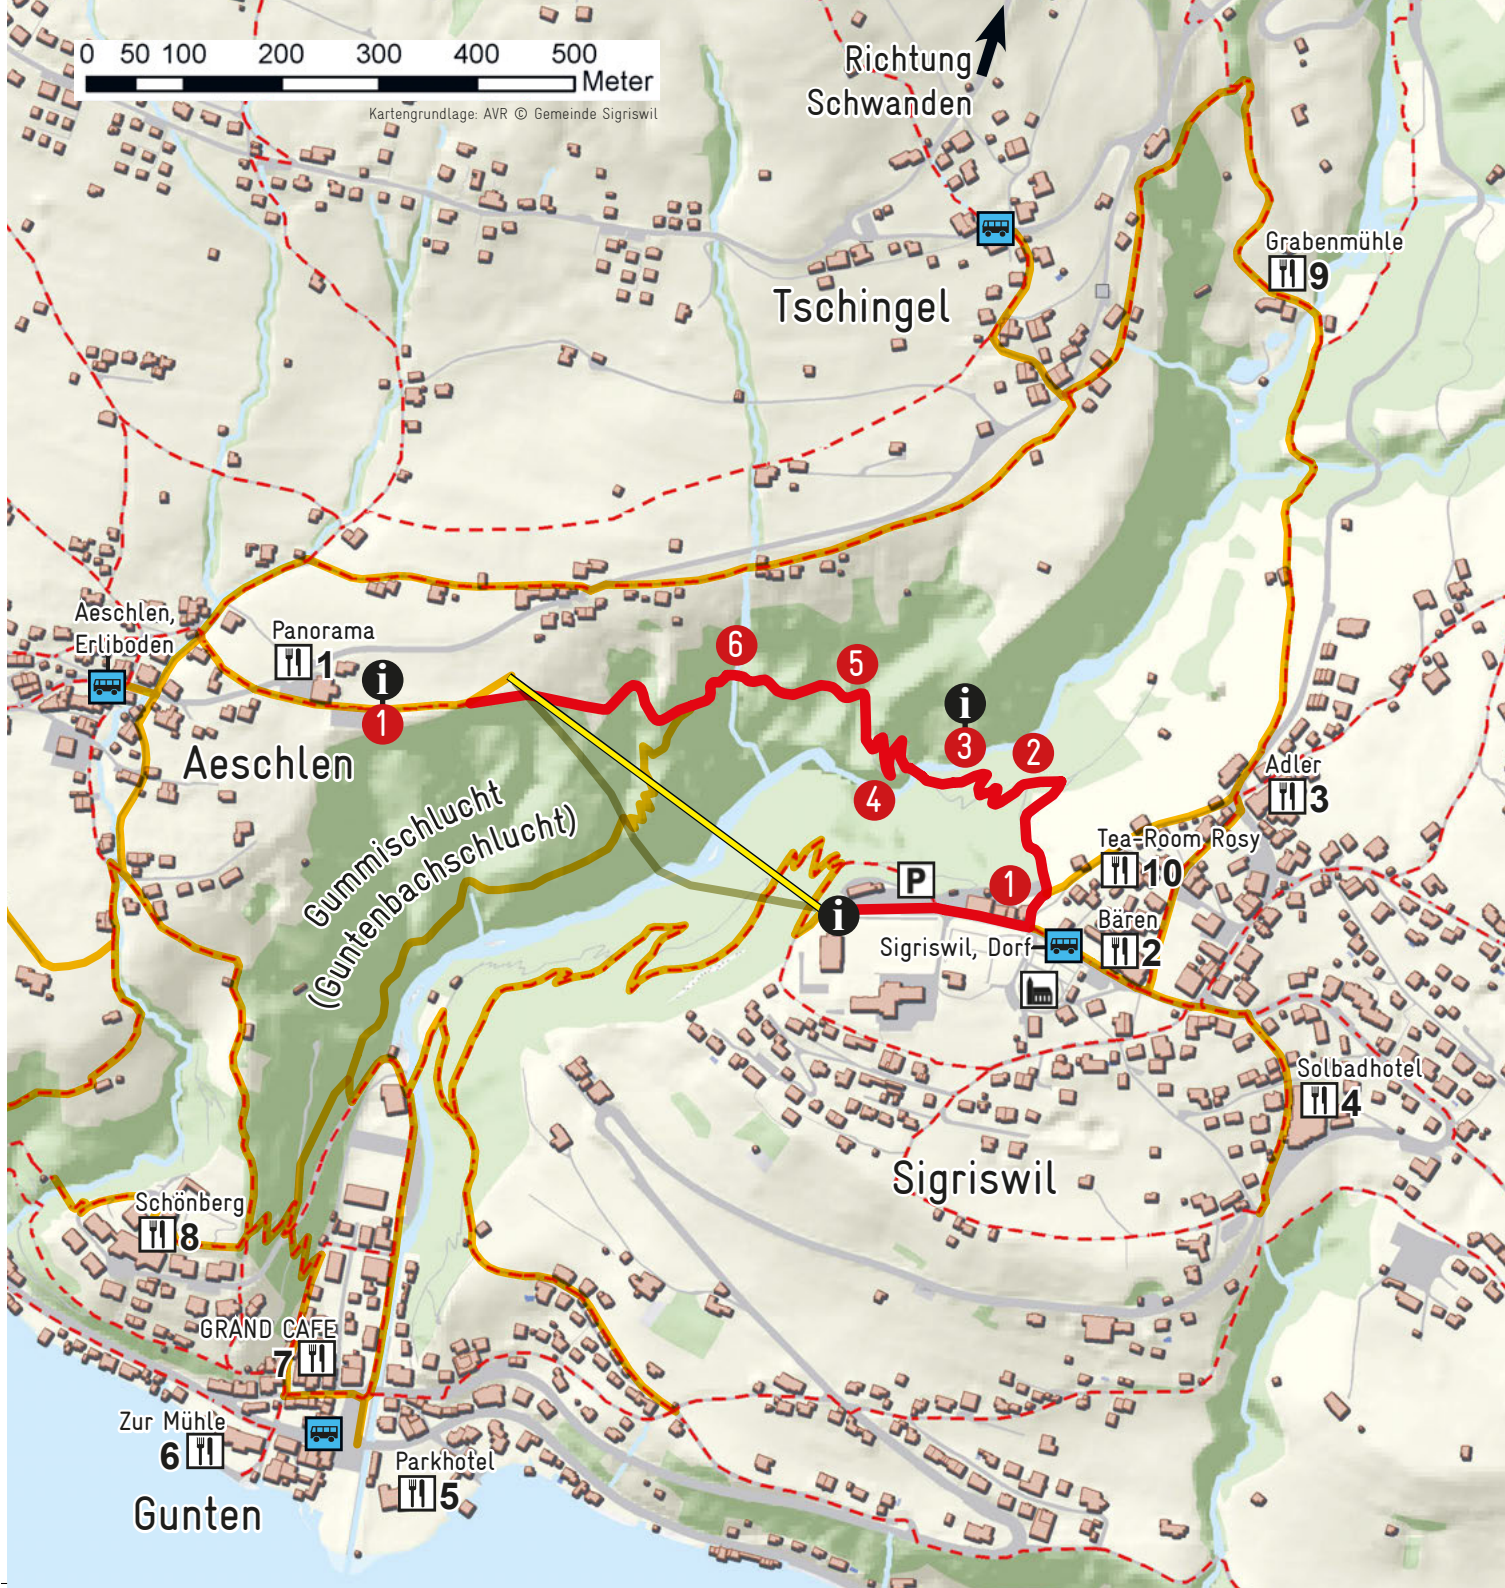 0 50 100 200 300 400 500
Meter
Kartengrundlage: AVR © Gemeinde Sigriswil
Richtung
Schwanden
Tschingel
Grabenmühle
9
Aeschlen,
Erliboden
Panorama
1
i
1
Aeschlen
6
5
i
3
2
4
Gummischlucht
(Guntenbachschlucht)
Adler
3
Tea-Room Rosy
10
P
1
i
Bären
2
Sigriswil, Dorf
Solbadhotel
4
Sigriswil
Schönberg
8
GRAND CAFE
7
Zur Mühle
6
Parkhotel
5
Gunten